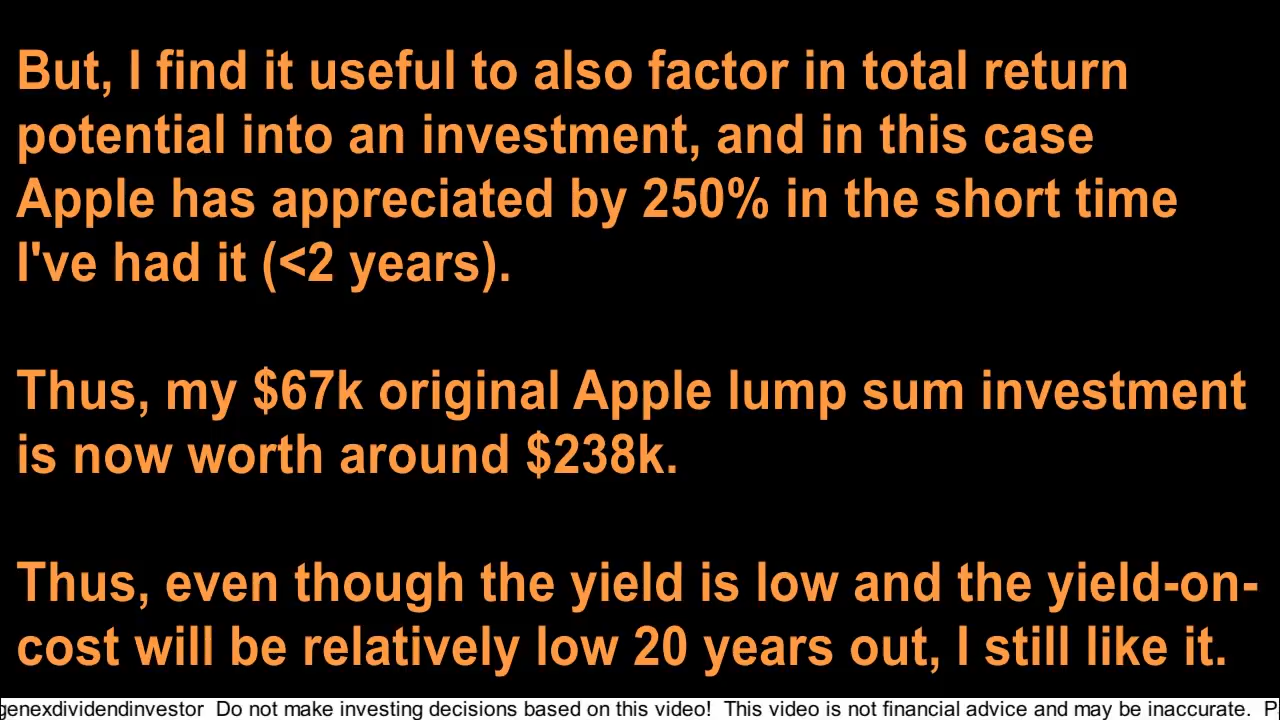 But, I find it useful to also factor in total return
potential into an investment, and in this case
Apple has appreciated by 250% in the short time
I've had it (<2 years).
Thus, my $67k original Apple lump sum investment
is now worth around $238k.
Thus, even though the yield is low and the yield-on-
cost will be relatively low 20 years out, I still like it.
genexdividendinvestor  Do not make investing decisions based on this video!  This video is not financial advice and may be inaccurate.  P